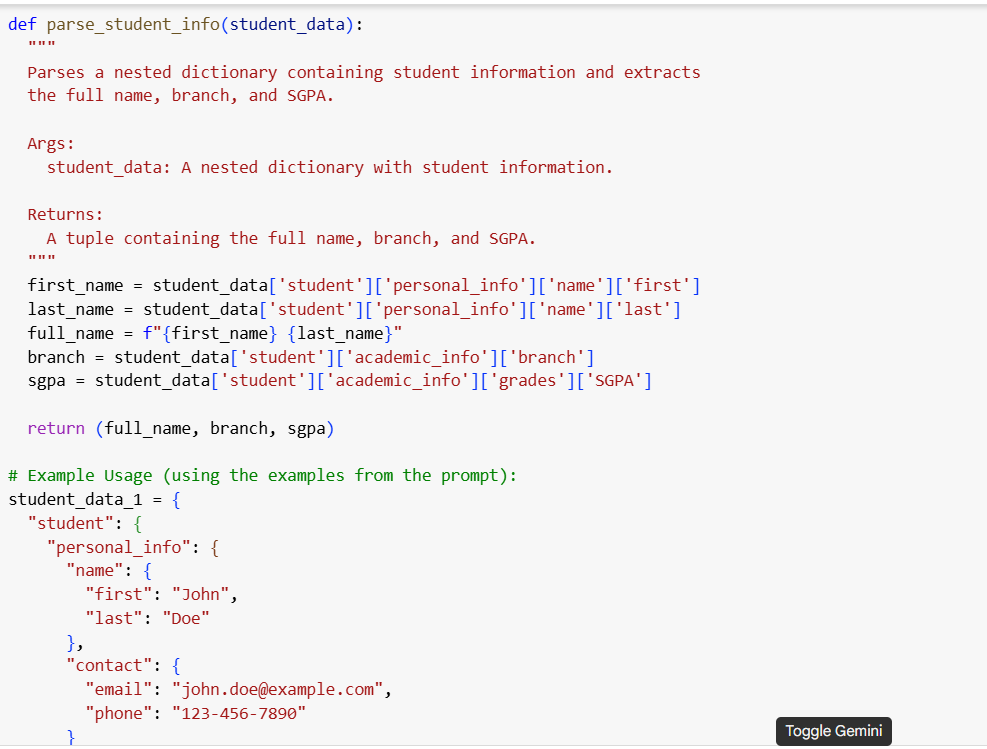 def parse_student_info(student_data):
  """
  Parses a nested dictionary containing student information and extracts
  the full name, branch, and SGPA.

  Args:
    student_data: A nested dictionary with student information.

  Returns:
    A tuple containing the full name, branch, and SGPA.
  """
  first_name = student_data['student']['personal_info']['name']['first']
  last_name = student_data['student']['personal_info']['name']['last']
  full_name = f"{first_name} {last_name}"
  branch = student_data['student']['academic_info']['branch']
  sgpa = student_data['student']['academic_info']['grades']['SGPA']

  return (full_name, branch, sgpa)

# Example Usage (using the examples from the prompt):
student_data_1 = {
  "student": {
    "personal_info": {
      "name": {
        "first": "John",
        "last": "Doe"
      },
      "contact": {
        "email": "john.doe@example.com",
        "phone": "123-456-7890"
      }
Toggle Gemini